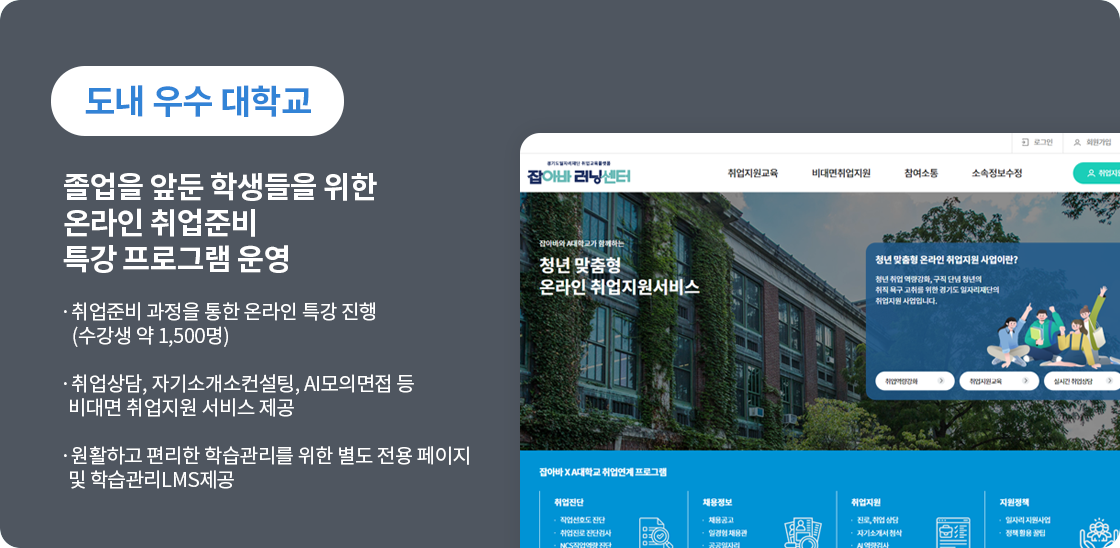 도내 우수 대학교
졸업을 앞둔 학생들을 위한
온라인 취업준비
특강 프로그램 운영
· 취업준비 과정을 통한 온라인 특강 진행
(수강생 약 1,500명)
· 취업상담, 자기소개소컨설팅, AI모의면접 등
비대면 취업지원 서비스 제공
· 원활하고 편리한 학습관리를 위한 별도 전용 페이지
및 학습관리LMS제공
로그인
회원가입
경기도일자리재단 취업교육플랫폼
잡아바 러닝센터
취업지원교육
비대면취업지원
참여소통
소속정보수정
취업지원
잡아바와 A대학교가 함께하는
청년 맞춤형
온라인 취업지원서비스
청년 맞춤형 온라인 취업지원 사업이란?
청년 취업 역량강화, 구직 단념 청년의
취직 욕구 고취를 위한 경기도 일자리재단의
취업지원 사업입니다.
취업역량강화
취업지원교육
실시간 취업상담
잡아바 X A대학교 취업연계 프로그램
취업진단
· 직업선호도 진단
· 취업진로 진단검사
· NCS직업역량 진단
채용정보
· 채용공고
· 일경험 채용관
· 공공일자리
취업지원
· 진로, 취업 상담
· 자기소개서 첨삭
· AI 역량검사
지원정책
· 일자리 지원사업
· 정책 활용 꿀팁